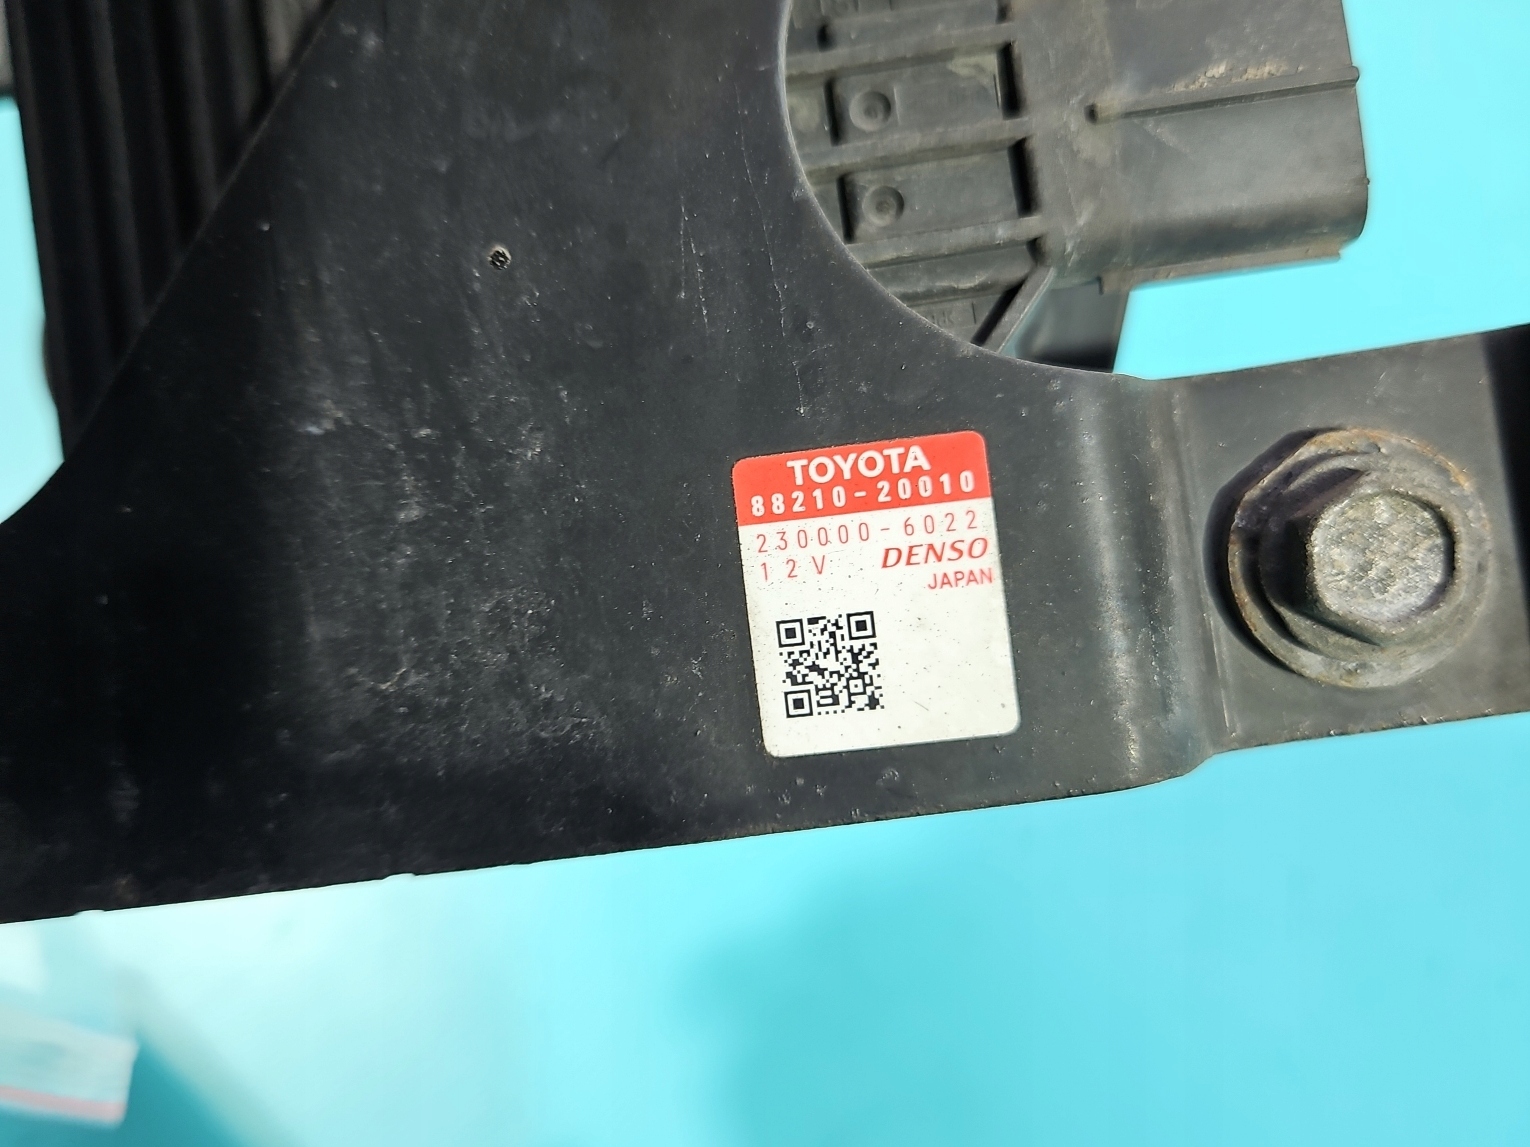 TOYOTA
88210-20010
230000-6022
12V DENSO
JAPAN